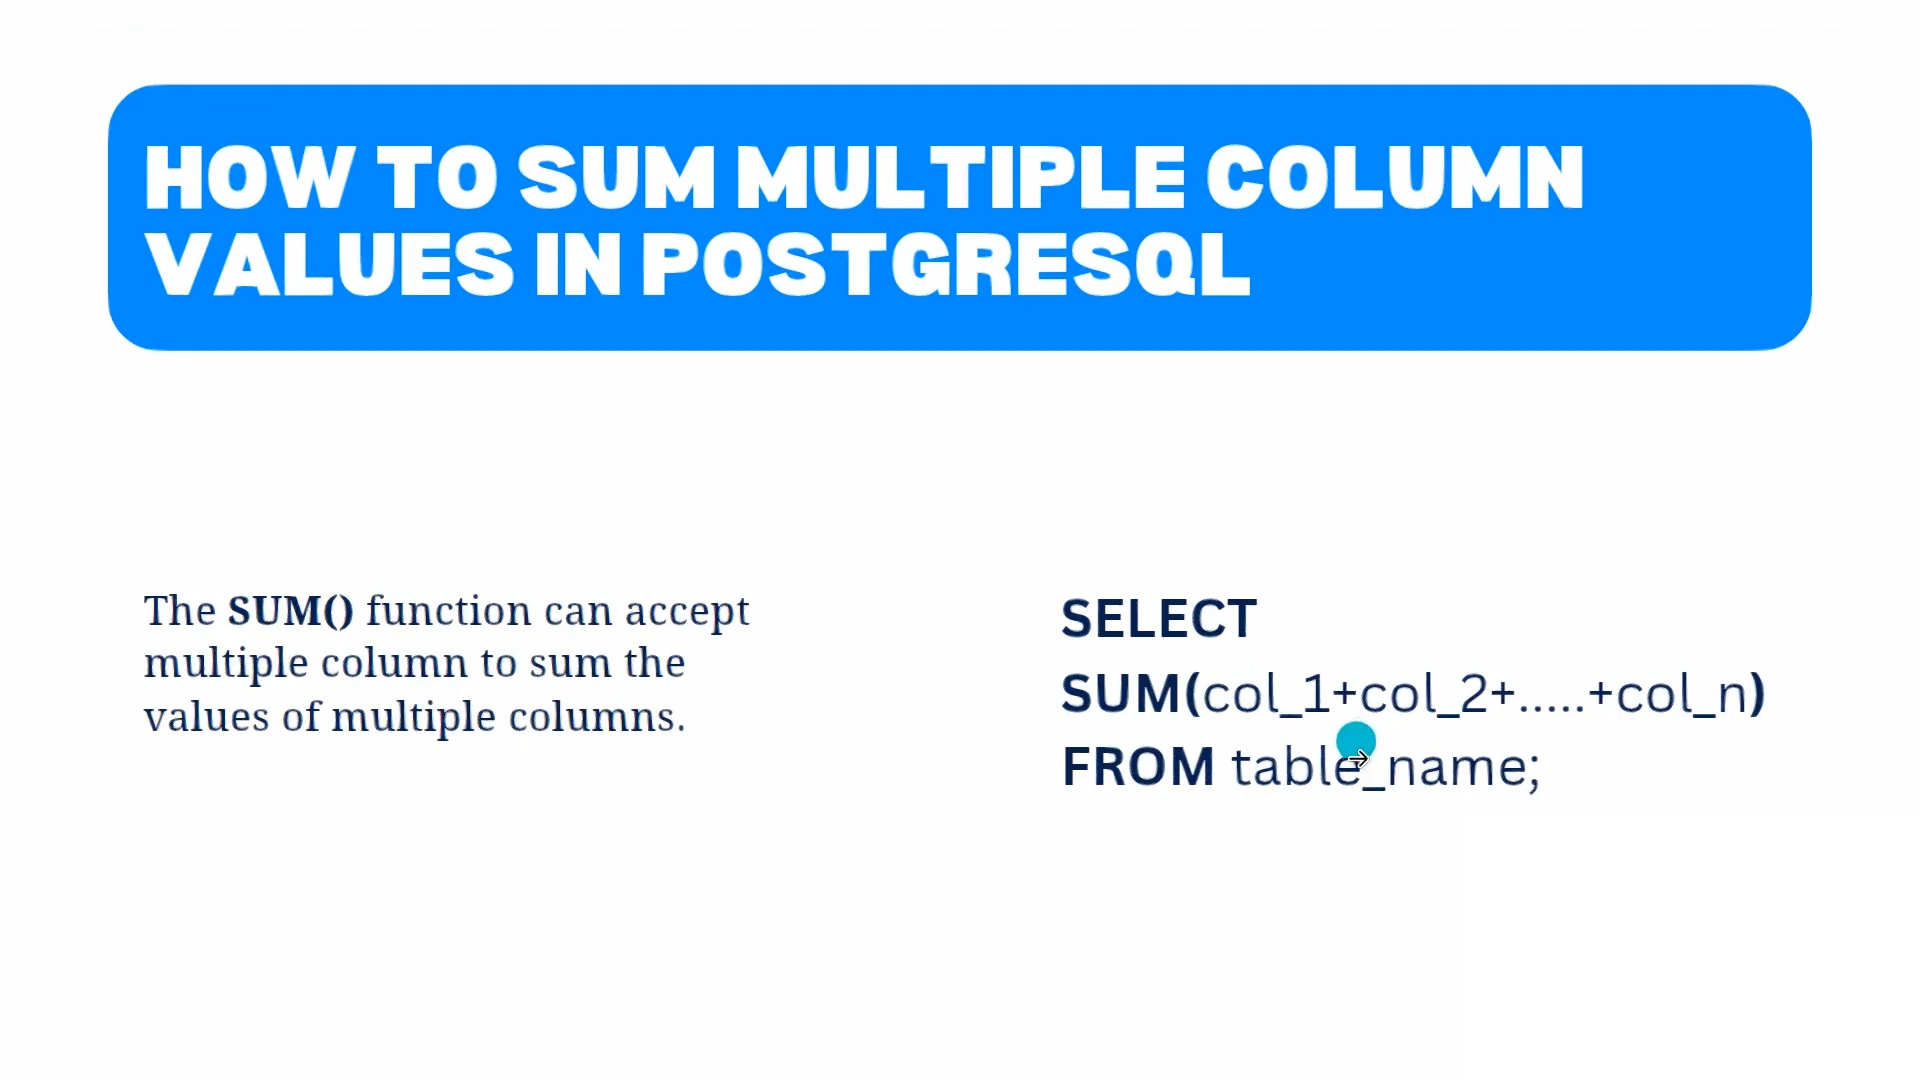 HOW TO SUM MULTIPLE COLUMN
VALUES IN POSTGRESQL
The SUM() function can accept
multiple column to sum the
values of multiple columns.
SELECT
SUM(col_1+col_2+.....+col_n)
FROM table_name;